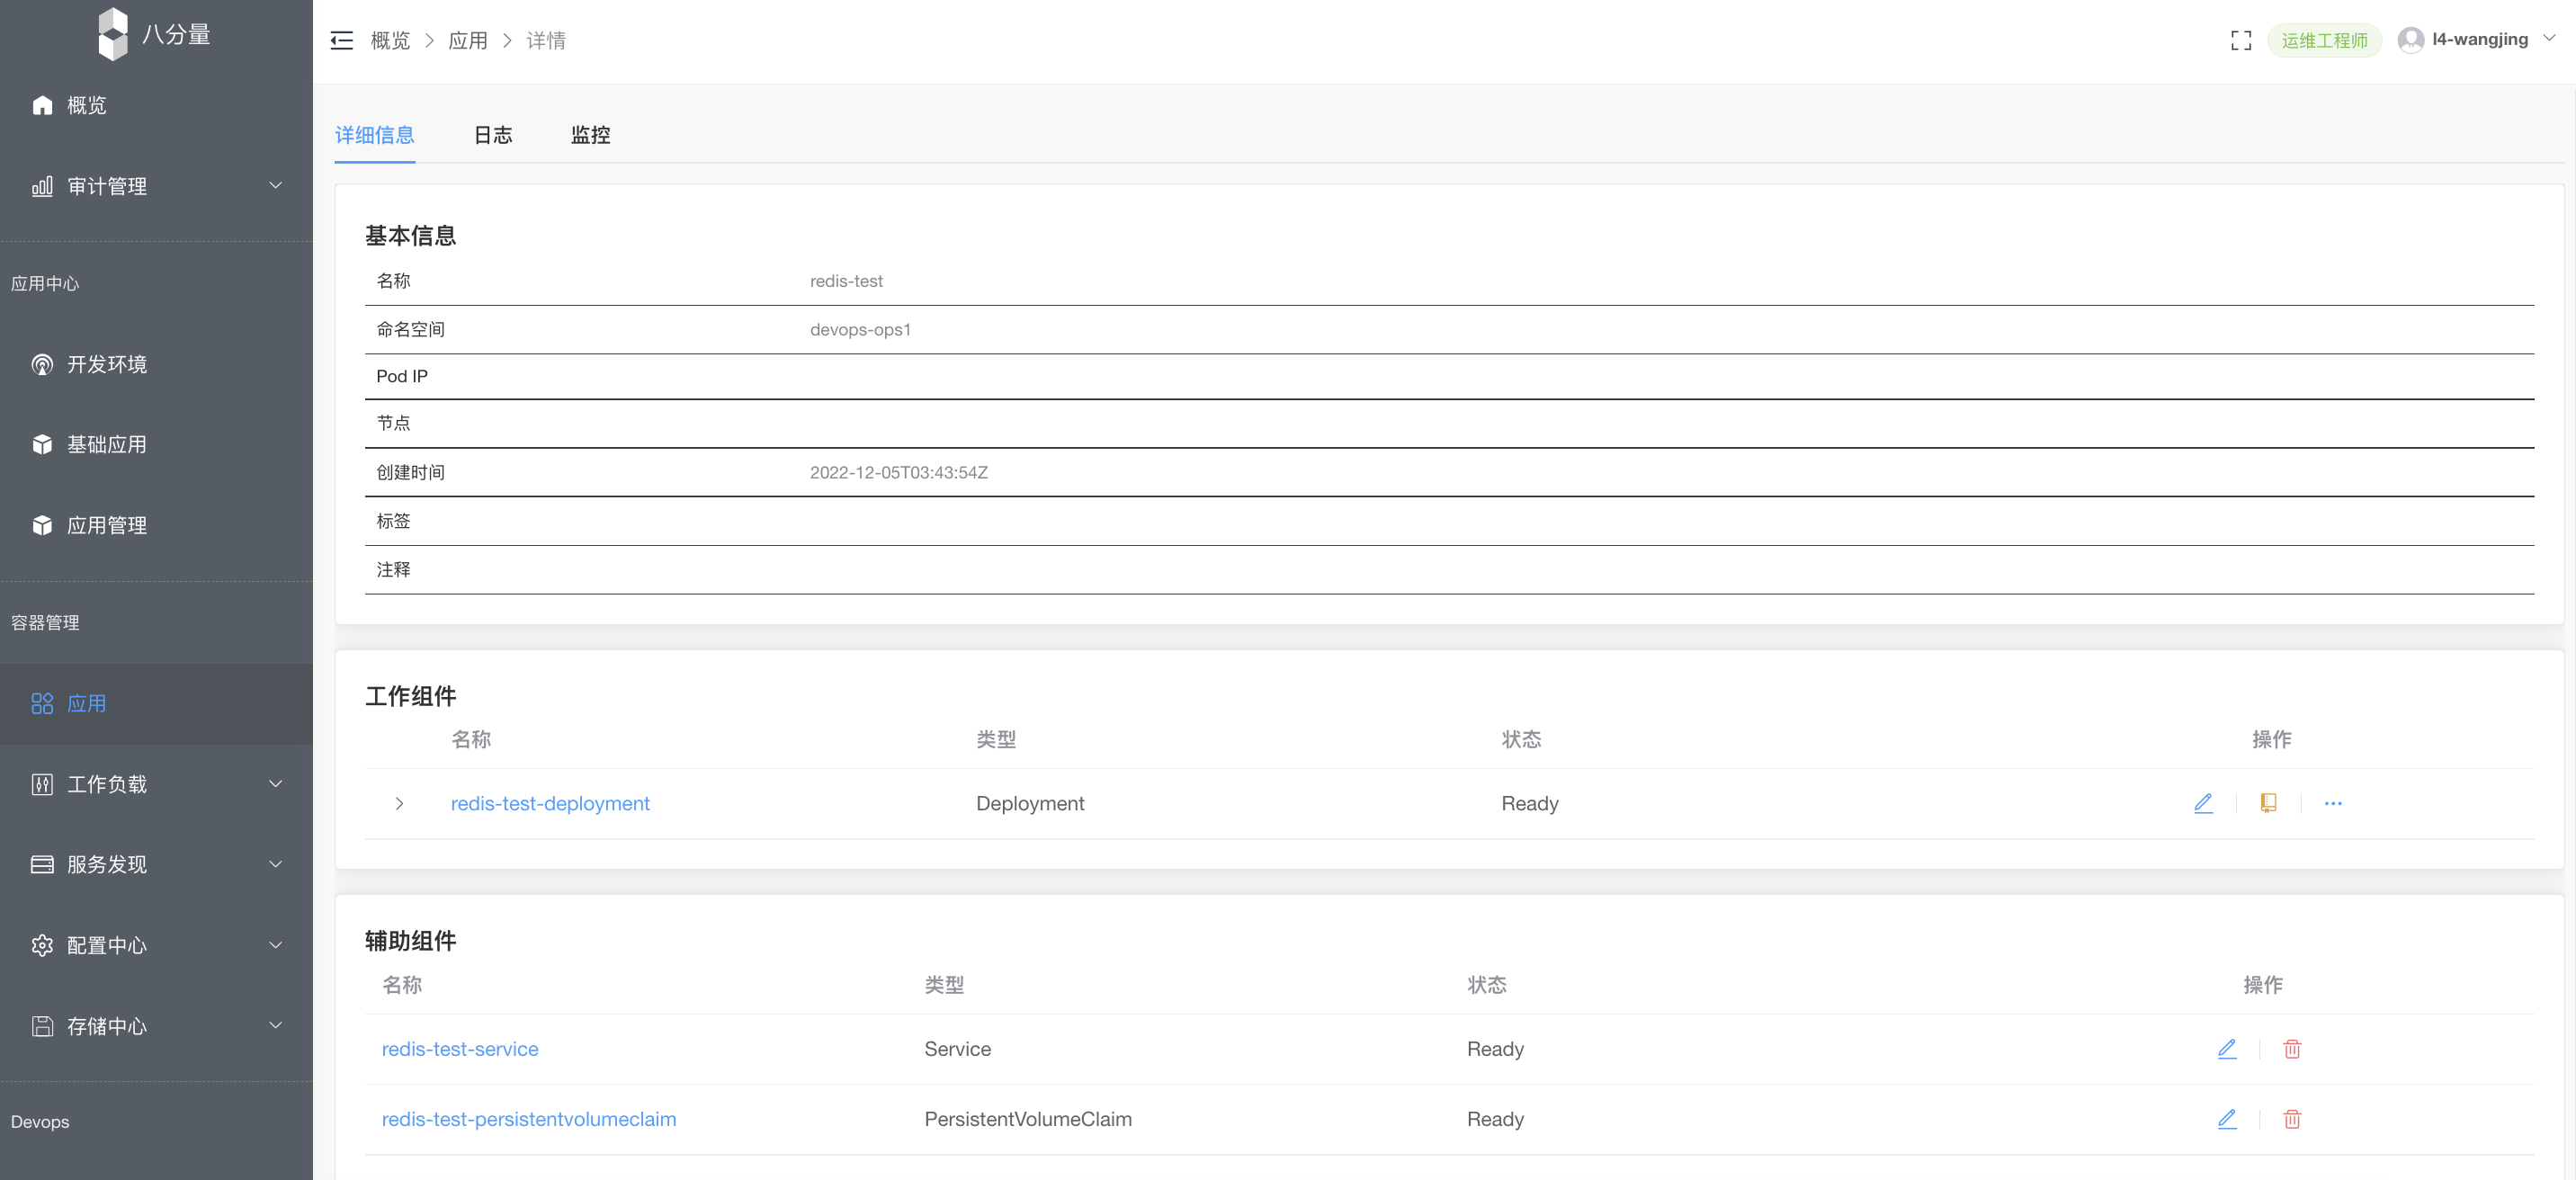 八分量
概览 > 应用 > 详情
运维工程师
l4-wangjing
概览
审计管理
应用中心
开发环境
基础应用
应用管理
容器管理
应用
工作负载
服务发现
配置中心
存储中心
Devops
详细信息 日志 监控
基本信息
名称 redis-test
命名空间 devops-ops1
Pod IP
节点
创建时间 2022-12-05T03:43:54Z
标签
注释
工作组件
名称 类型 状态 操作
redis-test-deployment Deployment Ready
辅助组件
名称 类型 状态 操作
redis-test-service Service Ready
redis-test-persistentvolumeclaim PersistentVolumeClaim Ready